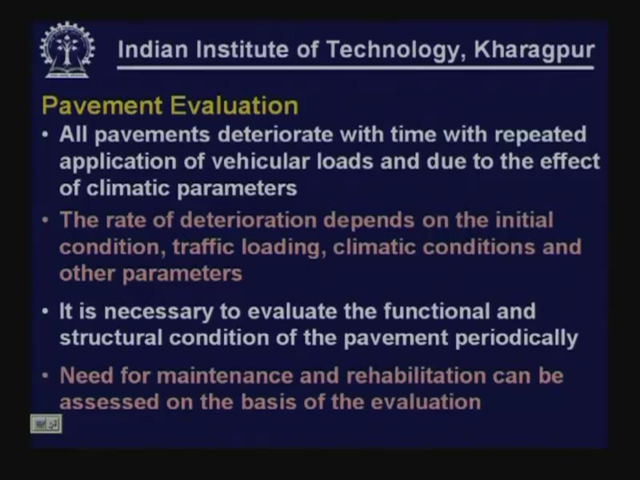 Indian Institute of Technology, Kharagpur
Pavement Evaluation
• All pavements deteriorate with time with repeated
application of vehicular loads and due to the effect
of climatic parameters
• The rate of deterioration depends on the initial
condition, traffic loading, climatic conditions and
other parameters
• It is necessary to evaluate the functional and
structural condition of the pavement periodically
• Need for maintenance and rehabilitation can be
assessed on the basis of the evaluation